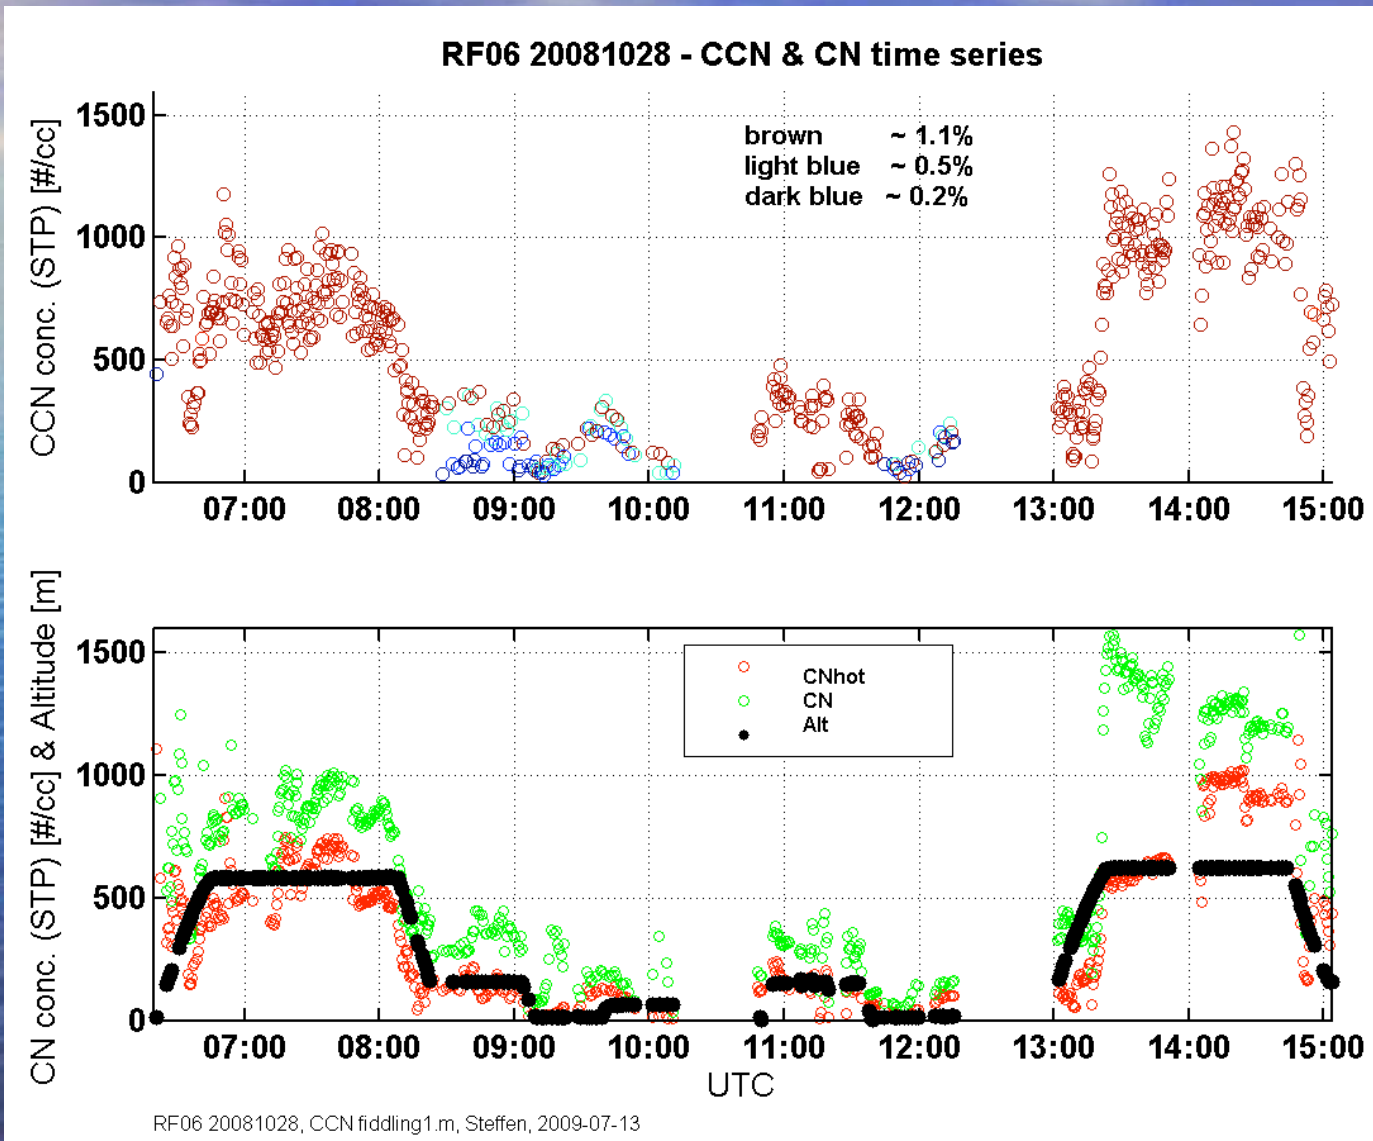 RF06 20081028 - CCN & CN time series
CCN conc. (STP) [#/cc]
1500
1000
500
0
brown ~ 1.1%
light blue ~ 0.5%
dark blue ~ 0.2%
07:00 08:00 09:00 10:00 11:00 12:00 13:00 14:00 15:00
CN conc. (STP) [#/cc] & Altitude [m]
1500
1000
500
0
CNhot
CN
Alt
07:00 08:00 09:00 10:00 11:00 12:00 13:00 14:00 15:00
UTC
RF06 20081028, CCN fiddling1.m, Steffen, 2009-07-13